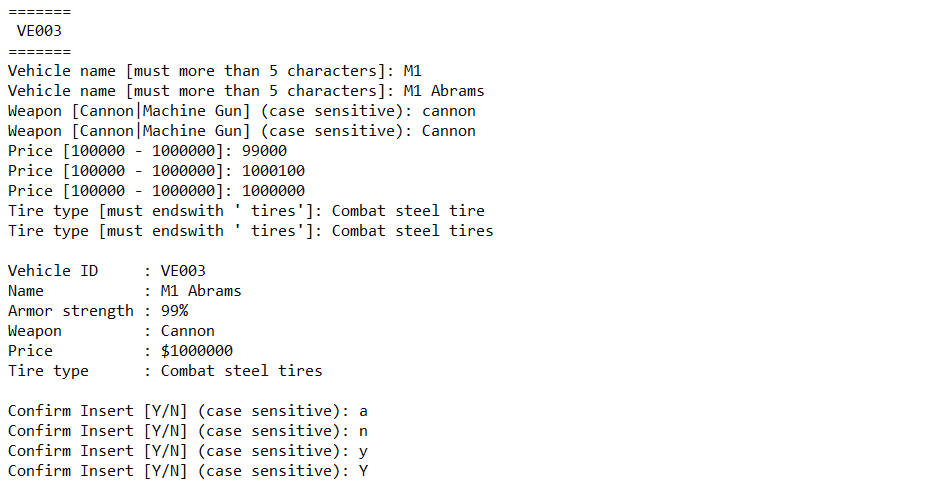 =======
 VE003
=======
Vehicle name [must more than 5 characters]: M1
Vehicle name [must more than 5 characters]: M1 Abrams
Weapon [Cannon|Machine Gun] (case sensitive): cannon
Weapon [Cannon|Machine Gun] (case sensitive): Cannon
Price [100000 - 1000000]: 99000
Price [100000 - 1000000]: 1000100
Price [100000 - 1000000]: 1000000
Tire type [must endswith ' tires']: Combat steel tire
Tire type [must endswith ' tires']: Combat steel tires

Vehicle ID     : VE003
Name           : M1 Abrams
Armor strength : 99%
Weapon         : Cannon
Price          : $1000000
Tire type      : Combat steel tires

Confirm Insert [Y/N] (case sensitive): a
Confirm Insert [Y/N] (case sensitive): n
Confirm Insert [Y/N] (case sensitive): y
Confirm Insert [Y/N] (case sensitive): Y